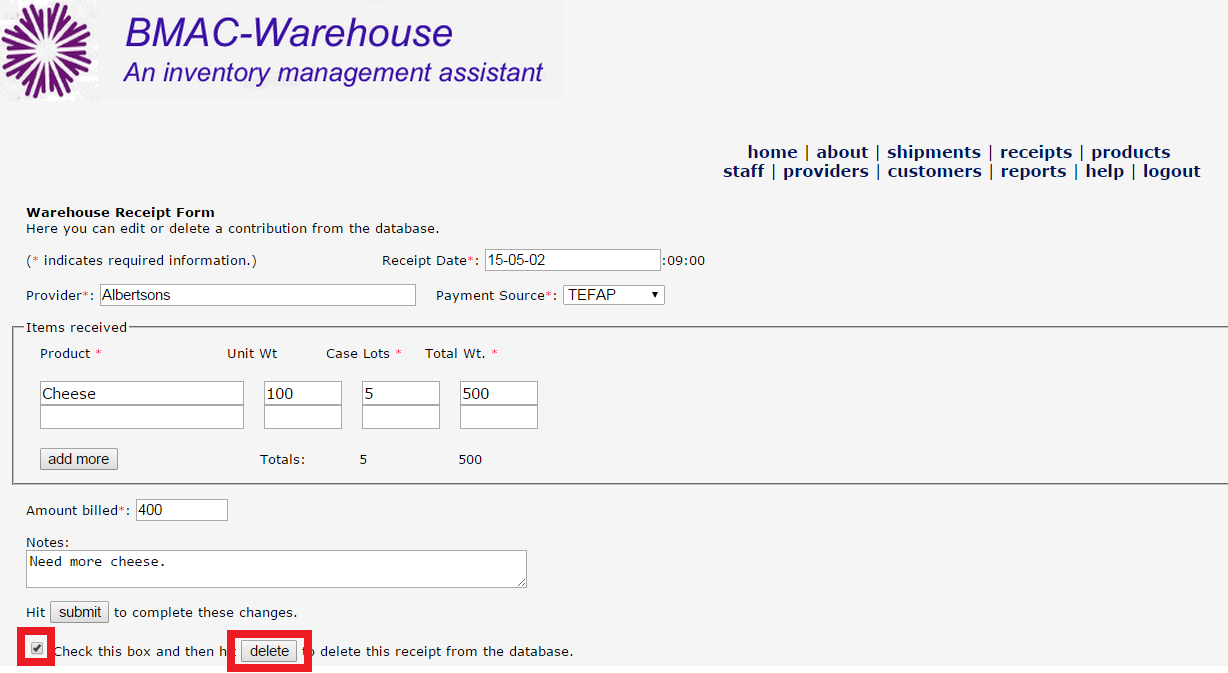 BMAC-Warehouse
An inventory management assistant
home | about | shipments | receipts | products
staff | providers | customers | reports | help | logout
Warehouse Receipt Form
Here you can edit or delete a contribution from the database.
(* indicates required information.) Receipt Date*: 15-05-02 :09:00
Provider*: Albertsons Payment Source*: TEFAP
Items received
Product * Unit Wt Case Lots * Total Wt. *
Cheese 100 5 500
add more Totals: 5 500
Amount billed*: 400
Notes:
Need more cheese.
Hit submit to complete these changes.
Check this box and then delete to delete this receipt from the database.